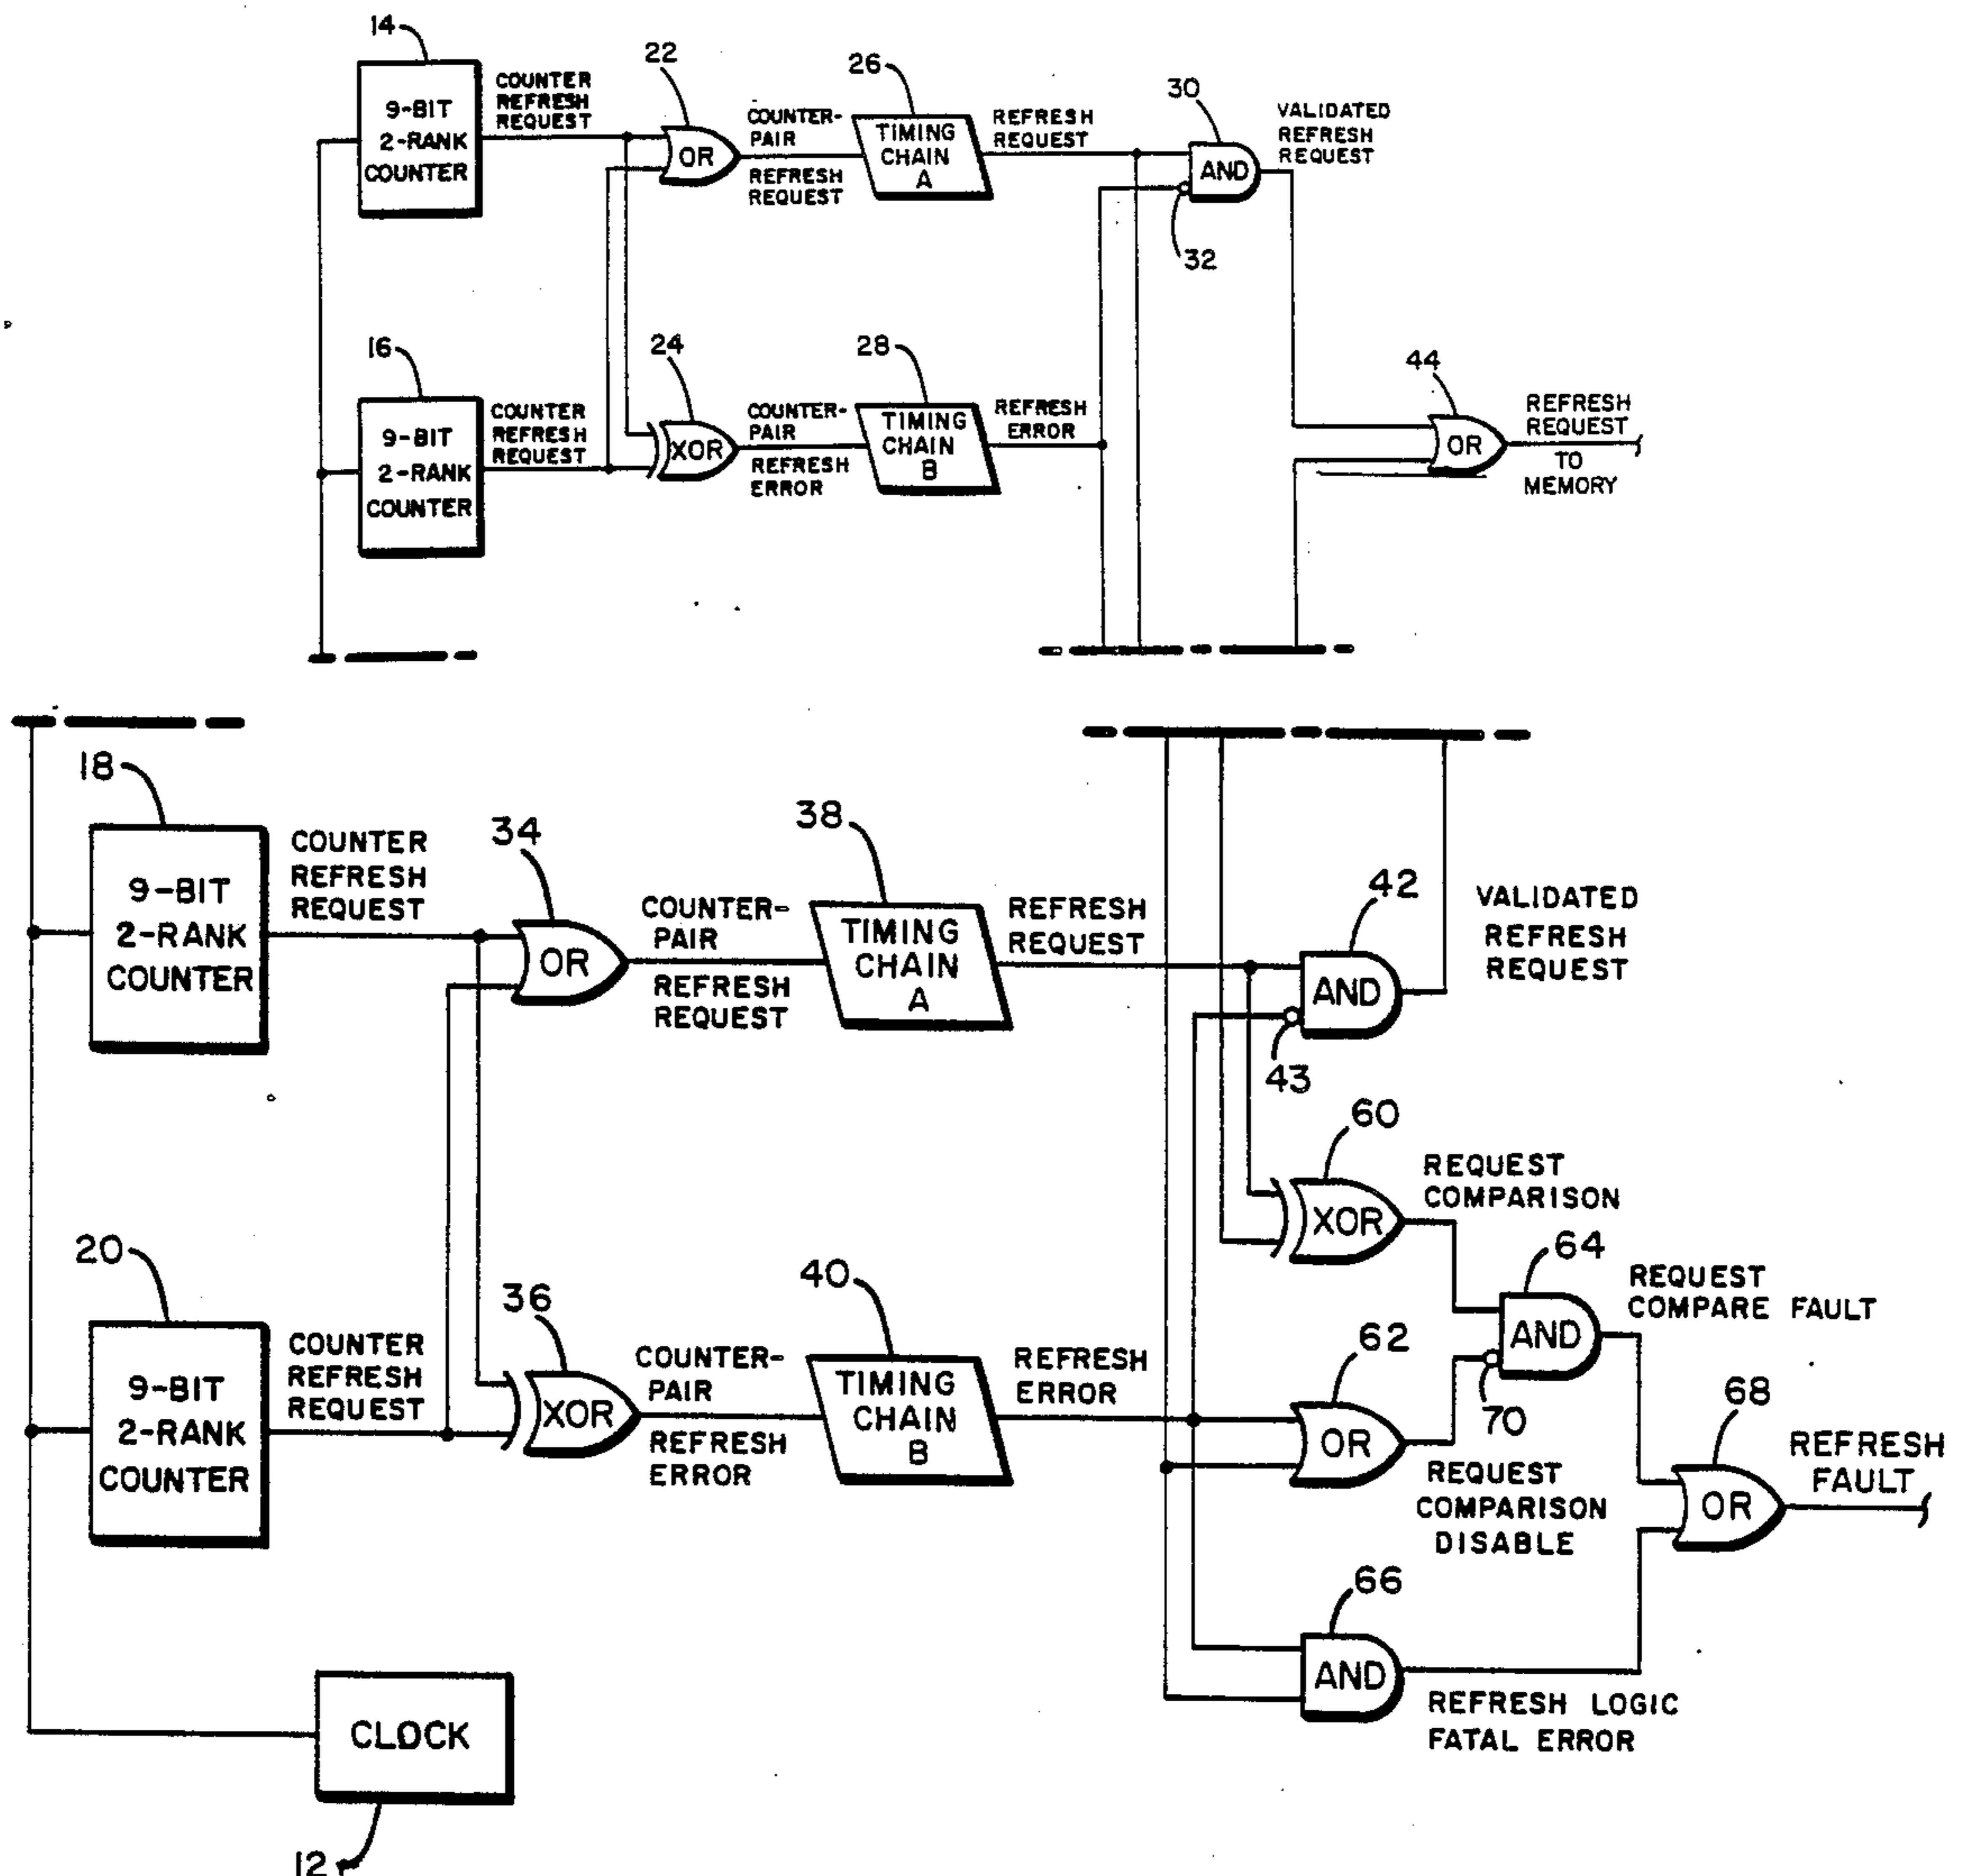 14
9-BIT
2-RANK
COUNTER
COUNTER
REFRESH
REQUEST
22
OR
COUNTER-
PAIR
REFRESH
REQUEST
26
TIMING
CHAIN
A
REFRESH
REQUEST
30
AND
32
VALIDATED
REFRESH
REQUEST
16
9-BIT
2-RANK
COUNTER
COUNTER
REFRESH
REQUEST
24
XOR
COUNTER-
PAIR
REFRESH
ERROR
28
TIMING
CHAIN
B
REFRESH
ERROR
44
OR
REFRESH
REQUEST
TO
MEMORY
18
9-BIT
2-RANK
COUNTER
COUNTER
REFRESH
REQUEST
34
OR
COUNTER-
PAIR
REFRESH
REQUEST
38
TIMING
CHAIN
A
REFRESH
REQUEST
42
AND
43
VALIDATED
REFRESH
REQUEST
60
XOR
REQUEST
COMPARISON
64
AND
70
REQUEST
COMPARE FAULT
20
9-BIT
2-RANK
COUNTER
COUNTER
REFRESH
REQUEST
36
XOR
COUNTER-
PAIR
REFRESH
ERROR
40
TIMING
CHAIN
B
REFRESH
ERROR
62
OR
REQUEST
COMPARISON
DISABLE
68
OR
REFRESH
FAULT
66
AND
REFRESH LOGIC
FATAL ERROR
CLOCK
12